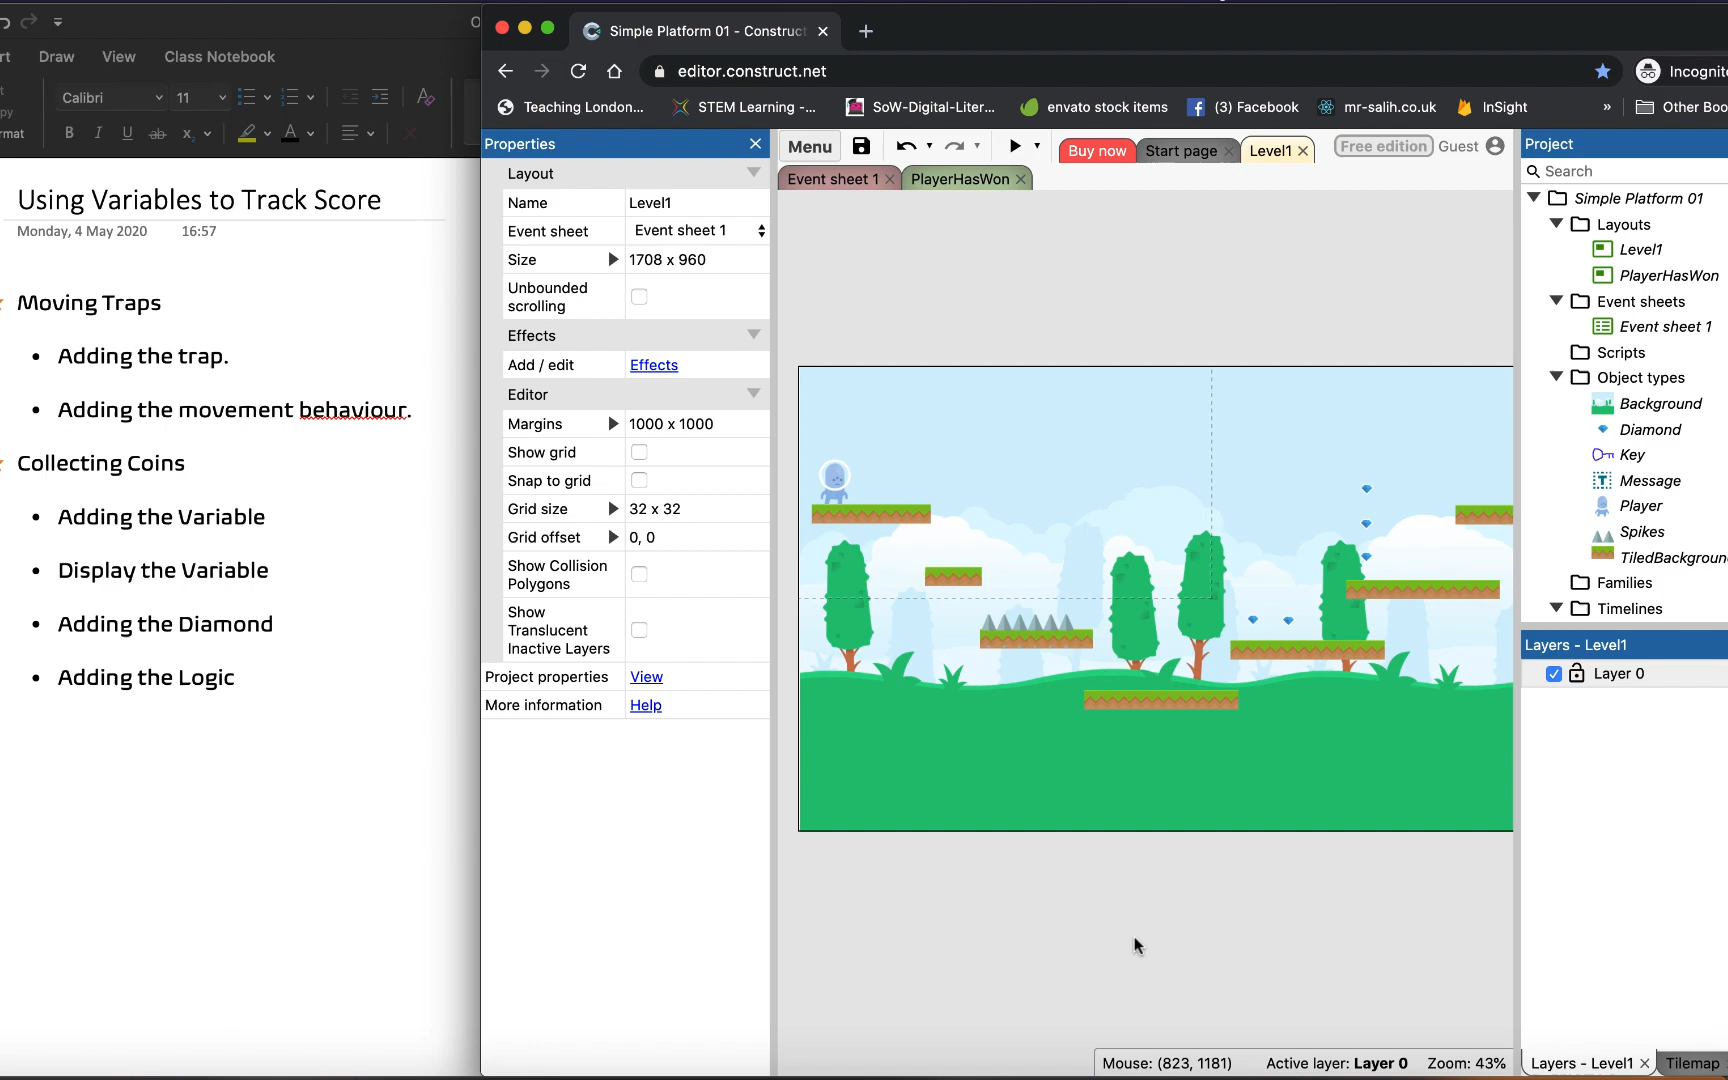 rt Draw View Class Notebook
Calibri 11
B I U ab x A
Using Variables to Track Score
Monday, 4 May 2020 16:57
Moving Traps
• Adding the trap.
• Adding the movement behaviour.
Collecting Coins
• Adding the Variable
• Display the Variable
• Adding the Diamond
• Adding the Logic
Simple Platform 01 - Construct
editor.construct.net
Incognito
Teaching London... STEM Learning -... SoW-Digital-Liter... envato stock items (3) Facebook mr-salih.co.uk InSight » Other Boo
Properties
Layout
Name Level1
Event sheet Event sheet 1
Size 1708 x 960
Unbounded
scrolling
Effects
Add / edit Effects
Editor
Margins 1000 x 1000
Show grid
Snap to grid
Grid size 32 x 32
Grid offset 0, 0
Show Collision
Polygons
Show
Translucent
Inactive Layers
Project properties View
More information Help
Menu Buy now Start page Level1 Free edition Guest
Event sheet 1 PlayerHasWon
Project
Search
Simple Platform 01
Layouts
Level1
PlayerHasWon
Event sheets
Event sheet 1
Scripts
Object types
Background
Diamond
Key
Message
Player
Spikes
TiledBackground
Families
Timelines
Layers - Level1
Layer 0
Mouse: (823, 1181) Active layer: Layer 0 Zoom: 43%
Layers - Level1 Tilemap